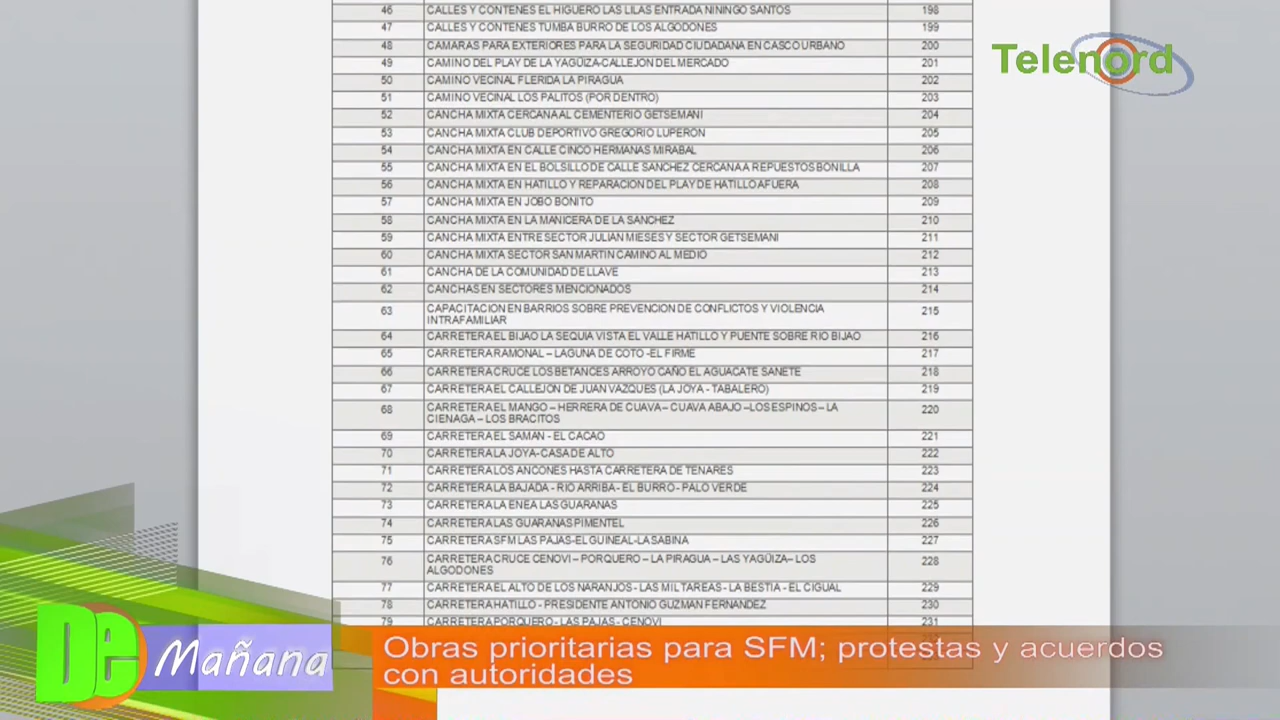 46 CALLES Y CONTENES EL HIGUERO LAS LILAS ENTRADA NININGO SANTOS 198
47 CALLES Y CONTENES TUMBA BURRO DE LOS ALGODONES 199
48 CAMARAS PARA EXTERIORES PARA LA SEGURIDAD CIUDADANA EN CASCO URBANO 200
49 CAMINO DEL PLAY DE LA YAGÜIZA-CALLEJON DEL MERCADO 201
50 CAMINO VECINAL FLERIDA LA PIRAGUA 202
51 CAMINO VECINAL LOS PALITOS (POR DENTRO) 203
52 CANCHA MIXTA CERCANA AL CEMENTERIO GETSEMANI 204
53 CANCHA MIXTA CLUB DEPORTIVO GREGORIO LUPERON 205
54 CANCHA MIXTA EN CALLE CINCO HERMANAS MIRABAL 206
55 CANCHA MIXTA EN EL BOLSILLO DE CALLE SANCHEZ CERCANA A REPUESTOS BONILLA 207
56 CANCHA MIXTA EN HATILLO Y REPARACION DEL PLAY DE HATILLO AFUERA 208
57 CANCHA MIXTA EN JOBO BONITO 209
58 CANCHA MIXTA EN LA MANICERA DE LA SANCHEZ 210
59 CANCHA MIXTA ENTRE SECTOR JULIAN MIESES Y SECTOR GETSEMANI 211
60 CANCHA MIXTA SECTOR SAN MARTIN CAMINO AL MEDIO 212
61 CANCHA DE LA COMUNIDAD DE LLAVE 213
62 CANCHAS EN SECTORES MENCIONADOS 214
63 CAPACITACION EN BARRIOS SOBRE PREVENCION DE CONFLICTOS Y VIOLENCIA 215
INTRAFAMILIAR
64 CARRETERA EL BIJAO LA SEQUIA VISTA EL VALLE HATILLO Y PUENTE SOBRE RIO BIJAO 216
65 CARRETERA RAMONAL – LAGUNA DE COTO -EL FIRME 217
66 CARRETERA CRUCE LOS BETANCES ARROYO CAÑO EL AGUACATE SANETE 218
67 CARRETERA EL CALLEJON DE JUAN VAZQUES (LA JOYA - TABALERO) 219
68 CARRETERA EL MANGO – HERRERA DE CUAVA – CUAVA ABAJO –LOS ESPINOS – LA 220
CIENAGA – LOS BRACITOS
69 CARRETERA EL SAMAN - EL CACAO 221
70 CARRETERA LA JOYA- CASA DE ALTO 222
71 CARRETERA LOS ANCONES HASTA CARRETERA DE TENARES 223
72 CARRETERA LA BAJADA - RIO ARRIBA - EL BURRO - PALO VERDE 224
73 CARRETERA LA ENEA LAS GUARANAS 225
74 CARRETERA LAS GUARANAS PIMENTEL 226
75 CARRETERA SFM LAS PAJAS-EL GUINEAL-LA SABINA 227
76 CARRETERA CRUCE CENOVI – PORQUERO – LA PIRAGUA – LAS YAGÜIZA– LOS 228
ALGODONES
77 CARRETERA EL ALTO DE LOS NARANJOS - LAS MIL TAREAS - LA BESTIA - EL CIGUAL 229
78 CARRETERA HATILLO - PRESIDENTE ANTONIO GUZMAN FERNANDEZ 230
79 CARRETERA PORQUERO - LAS PAJAS - CENOVI 231
Telenord
De Mañana
Obras prioritarias para SFM; protestas y acuerdos
con autoridades